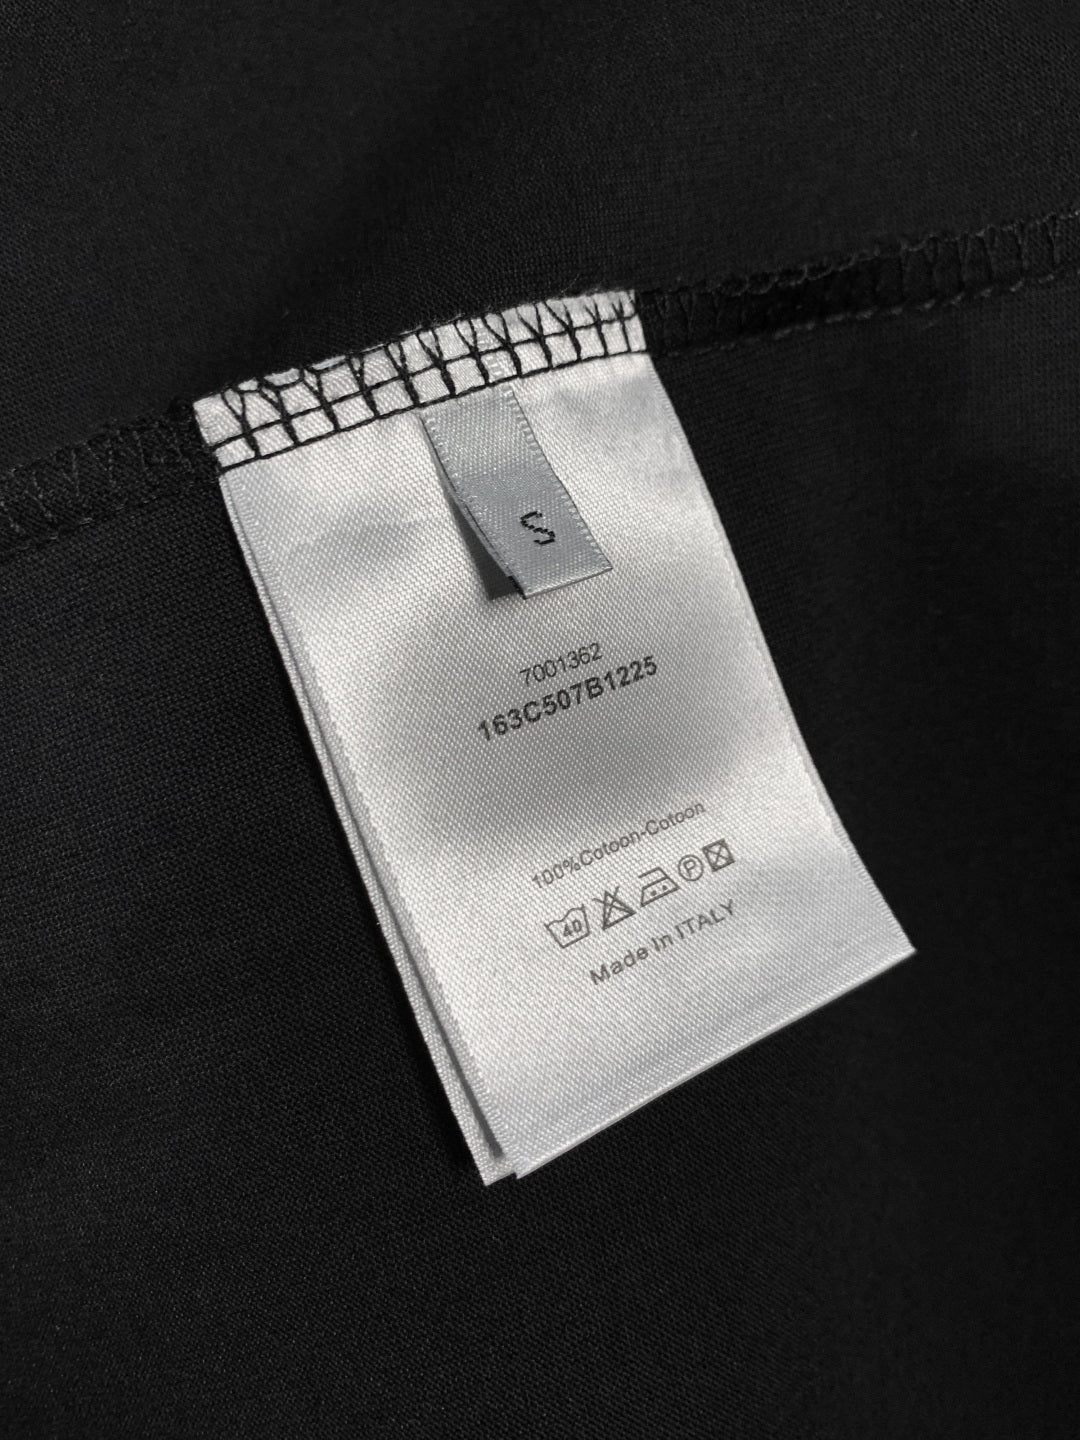 S
7001362
163C507B1225
100%Cotoon-Cotoon
40 P
Made In ITALY